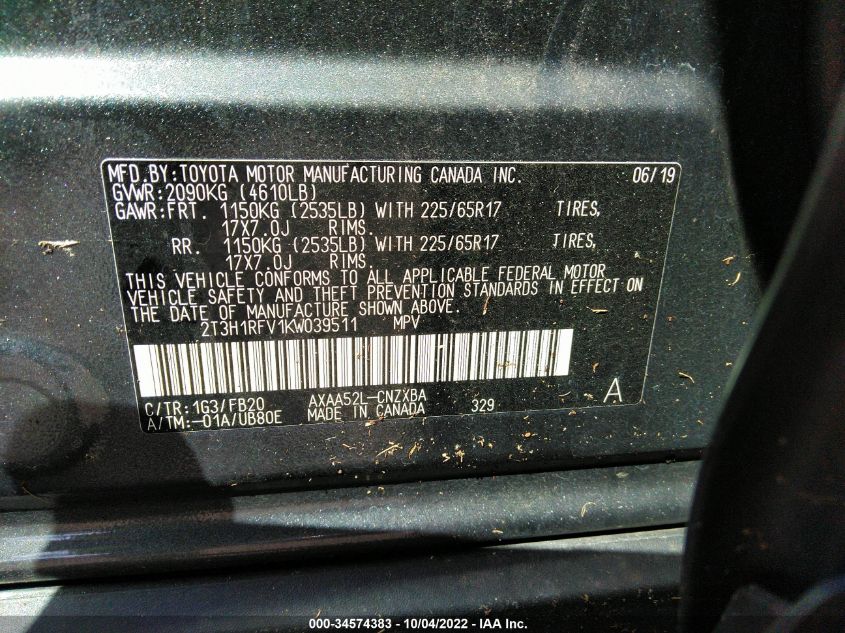 MFD.BY:TOYOTA MOTOR MANUFACTURING CANADA INC. 06/19
GVWR:2090KG (4610LB)
GAWR:FRT. 1150KG (2535LB) WITH 225/65R17 TIRES,
17X7.0J RIMS.
RR. 1150KG (2535LB) WITH 225/65R17 TIRES,
17X7.0J RIMS.
THIS VEHICLE CONFORMS TO ALL APPLICABLE FEDERAL MOTOR
VEHICLE SAFETY AND THEFT PREVENTION STANDARDS IN EFFECT ON
THE DATE OF MANUFACTURE SHOWN ABOVE.
2T3H1RFV1KW039511 MPV
C/TR:1G3/FB20 AXAA52L-CNZXBA A
A/TM:-01A/UB80E MADE IN CANADA 329
000-34574383 - 10/04/2022 - IAA Inc.